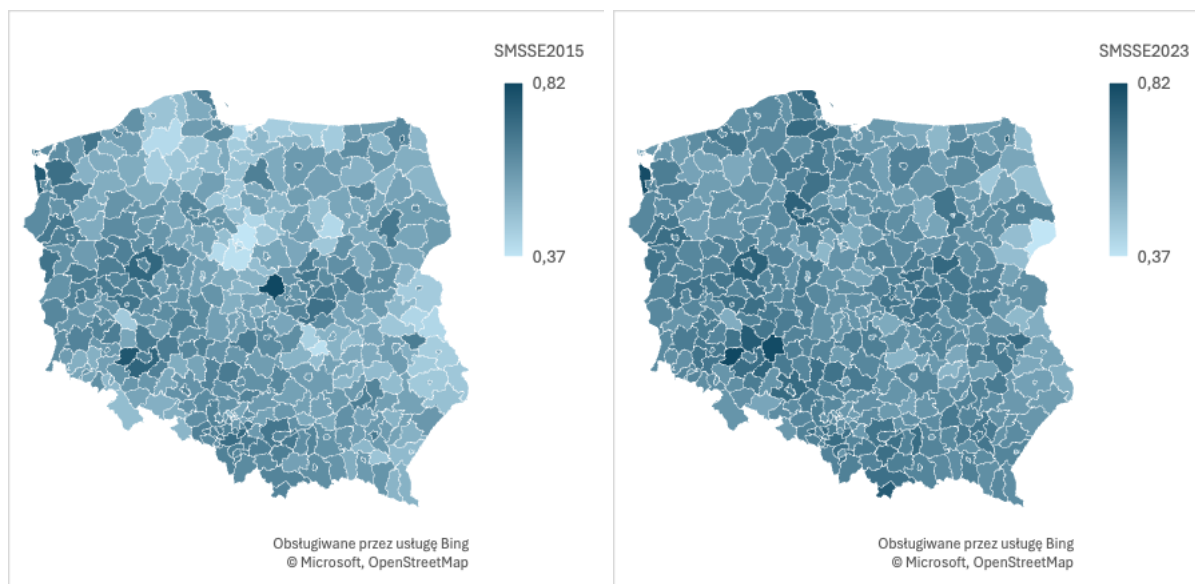 SMSSE2015
0,82
0,37
Obsługiwane przez usługę Bing
© Microsoft, OpenStreetMap
SMSSE2023
0,82
0,37
Obsługiwane przez usługę Bing
© Microsoft, OpenStreetMap